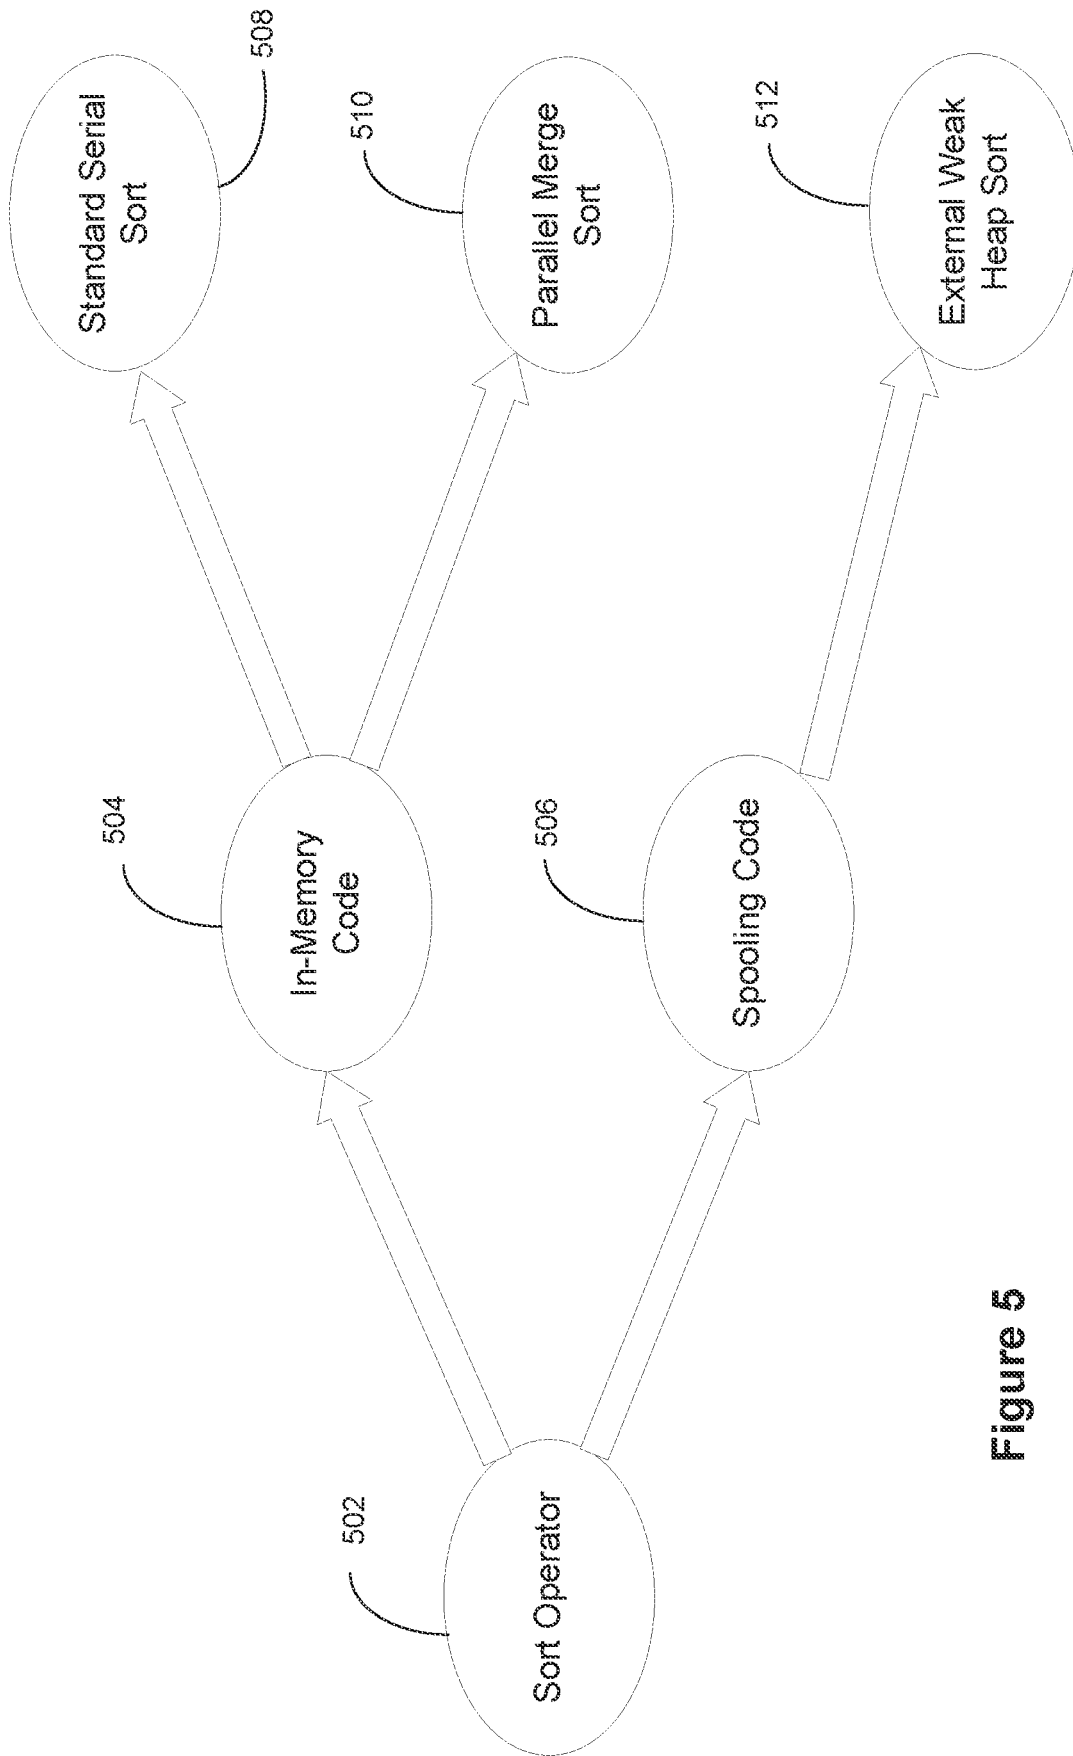 502
Sort Operator
504
In-Memory
Code
506
Spooling Code
508
Standard Serial
Sort
510
Parallel Merge
Sort
512
External Weak
Heap Sort
Figure 5